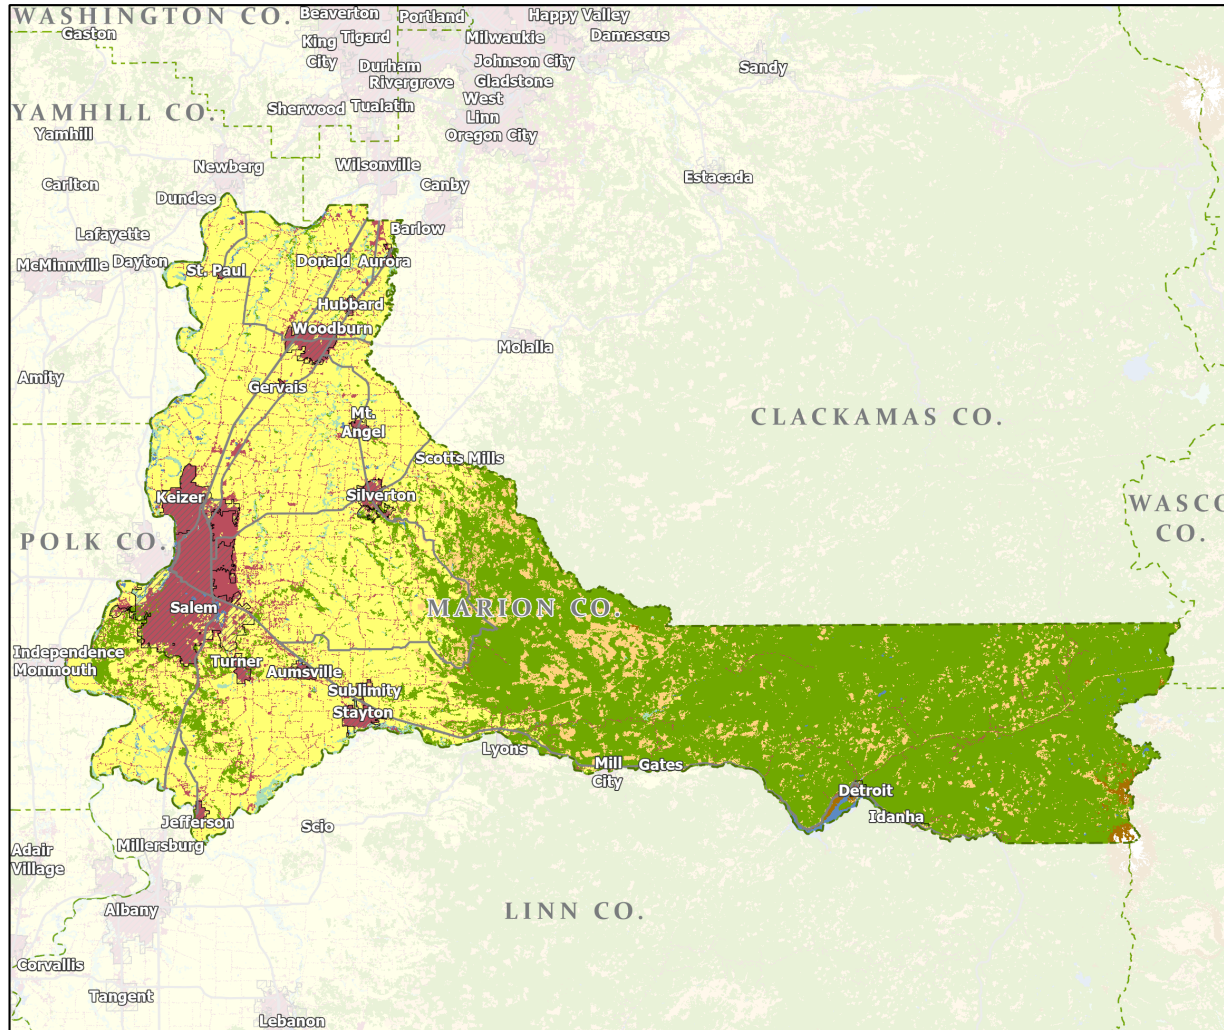 WASHINGTON CO.
Beaverton
Portland
Happy Valley
Gaston
King
City
Tigard
Milwaukie
Damascus
Durham
Johnson City
Sandy
Rivergrove
Gladstone
YAMHILL CO.
Sherwood
Tualatin
West
Linn
Yamhill
Oregon City
Newberg
Wilsonville
Carlton
Canby
Estacada
Dundee
Lafayette
Barlow
McMinnville
Dayton
St. Paul
Donald
Aurora
Hubbard
Woodburn
Molalla
Amity
Gervais
Mt.
Angel
CLACKAMAS CO.
Scotts Mills
Keizer
Silverton
WASCO
CO.
POLK CO.
Salem
MARION CO.
Independence
Monmouth
Turner
Aumsville
Sublimity
Stayton
Lyons
Mill
City
Gates
Detroit
Idanha
Jefferson
Scio
Millersburg
Adair
Village
Albany
LINN CO.
Corvallis
Tangent
Lebanon